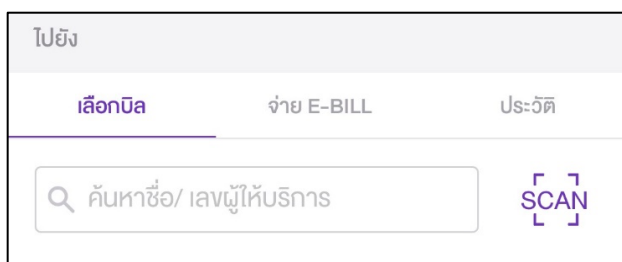 ไปยัง
เลือกบิล จ่าย E-BILL ประวัติ
ค้นหาชื่อ/ เลขผู้ให้บริการ SCAN